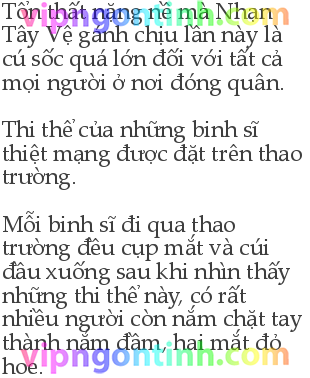 Tổn thất nặng nề mà Nhạn
Tây Vệ gánh chịu lần này là
cú sốc quá lớn đối với tất cả
mọi người ở nơi đóng quân.

Thi thể của những binh sĩ
thiệt mạng được đặt trên thao
trường.

Mỗi binh sĩ đi qua thao
trường đều cụp mắt và cúi
đầu xuống sau khi nhìn thấy
những thi thể này, có rất
nhiều người còn nắm chặt tay
thành nắm đấm, hai mắt đỏ
hoe.
vipngontinh.com
vipngontinh.com
vipngontinh.com